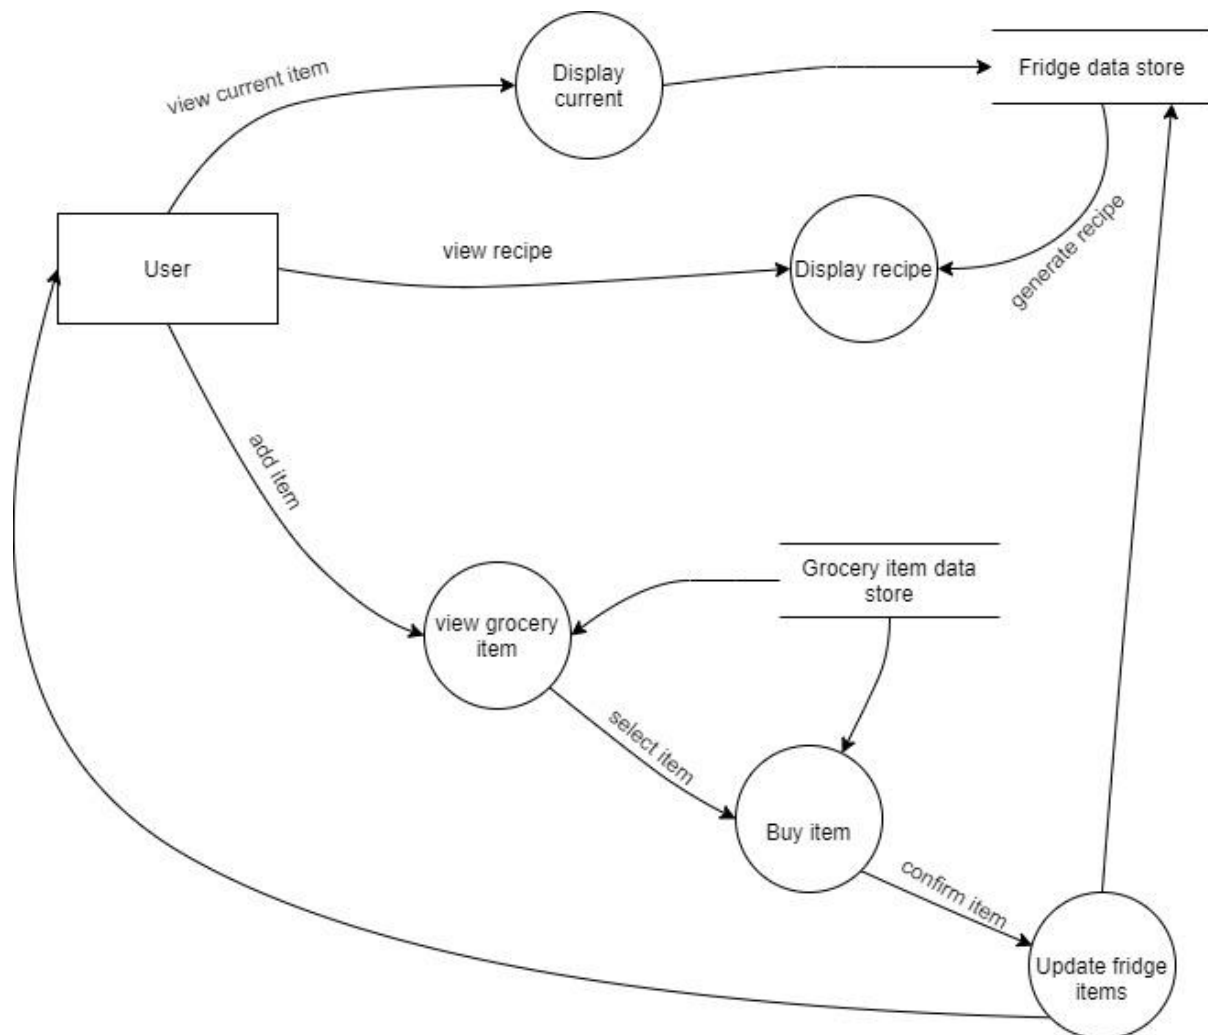 view current item
Display
current
Fridge data store
User
view recipe
Display recipe
generate recipe
add item
Grocery item data
store
view grocery
item
select item
Buy item
confirm item
Update fridge
items